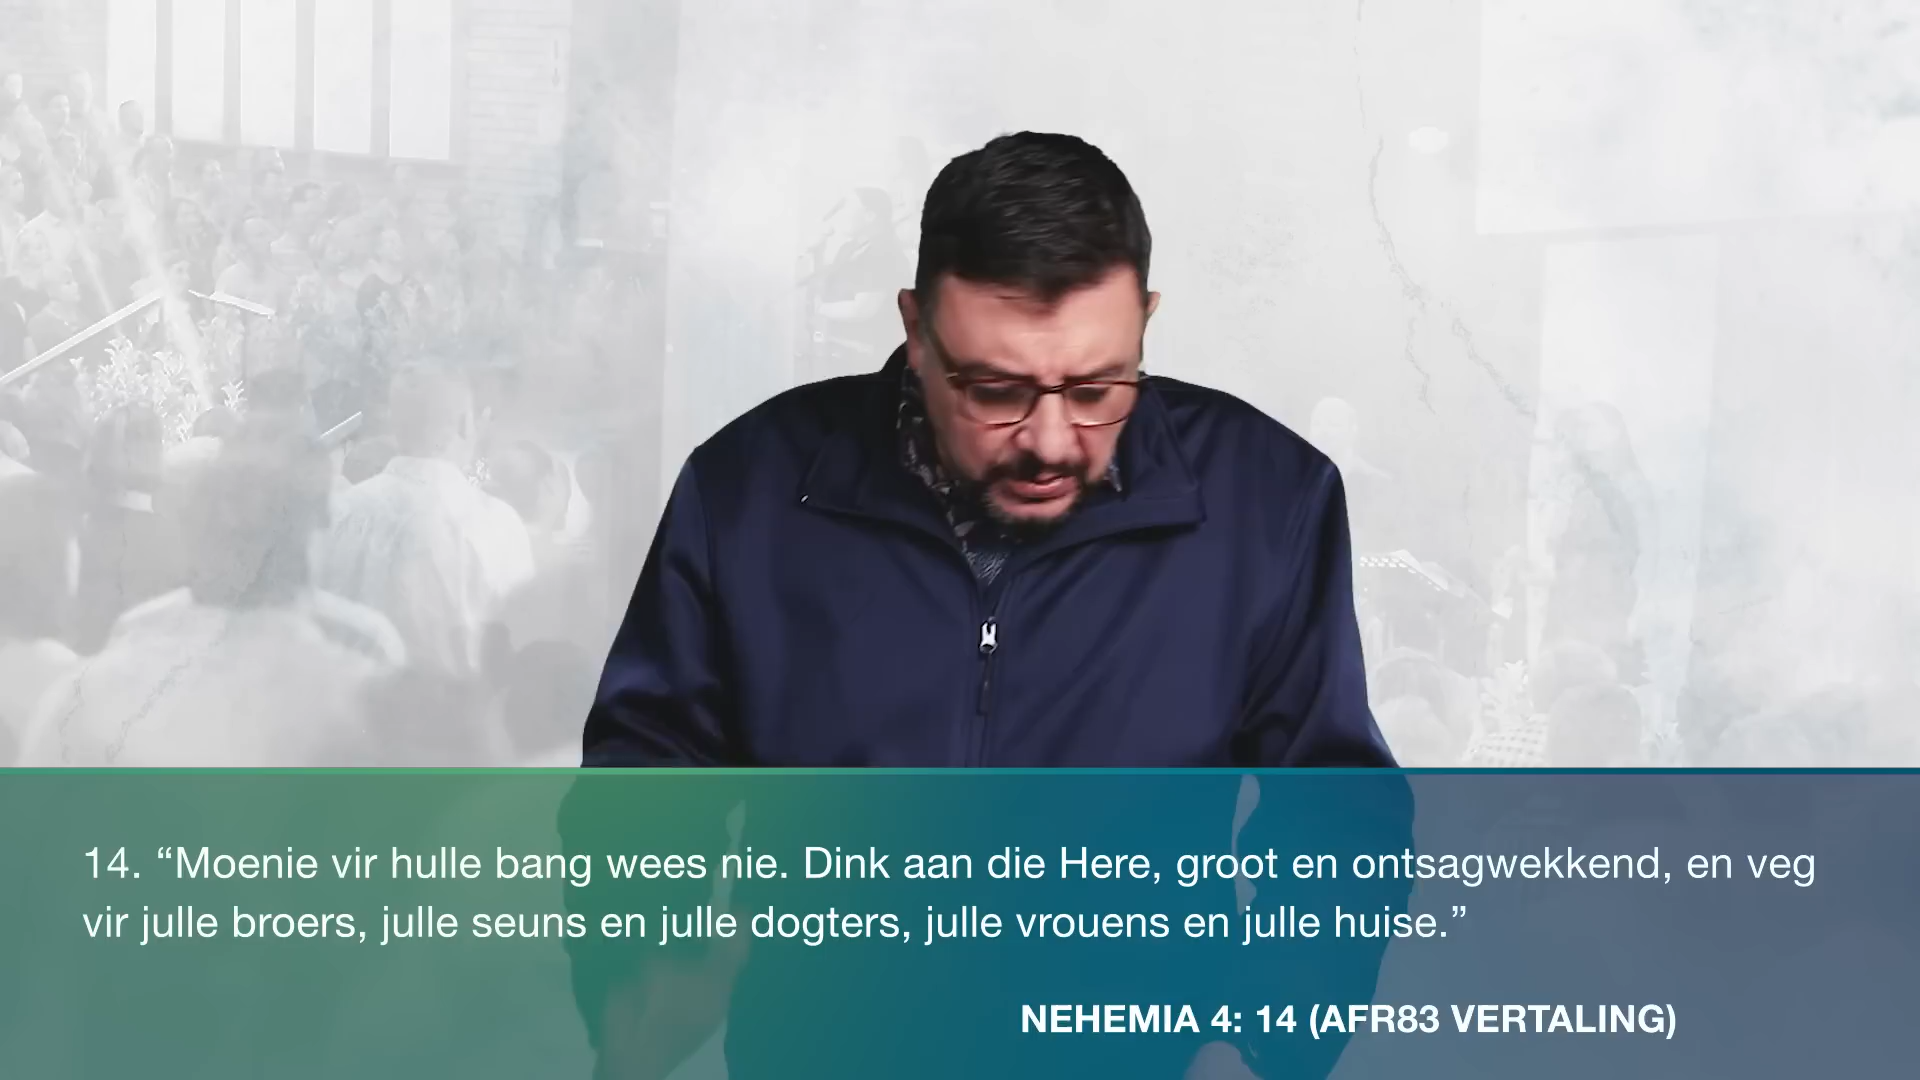 14. “Moenie vir hulle bang wees nie. Dink aan die Here, groot en ontsagwekkend, en veg
vir julle broers, julle seuns en julle dogters, julle vrouens en julle huise.”
NEHEMIA 4: 14 (AFR83 VERTALING)